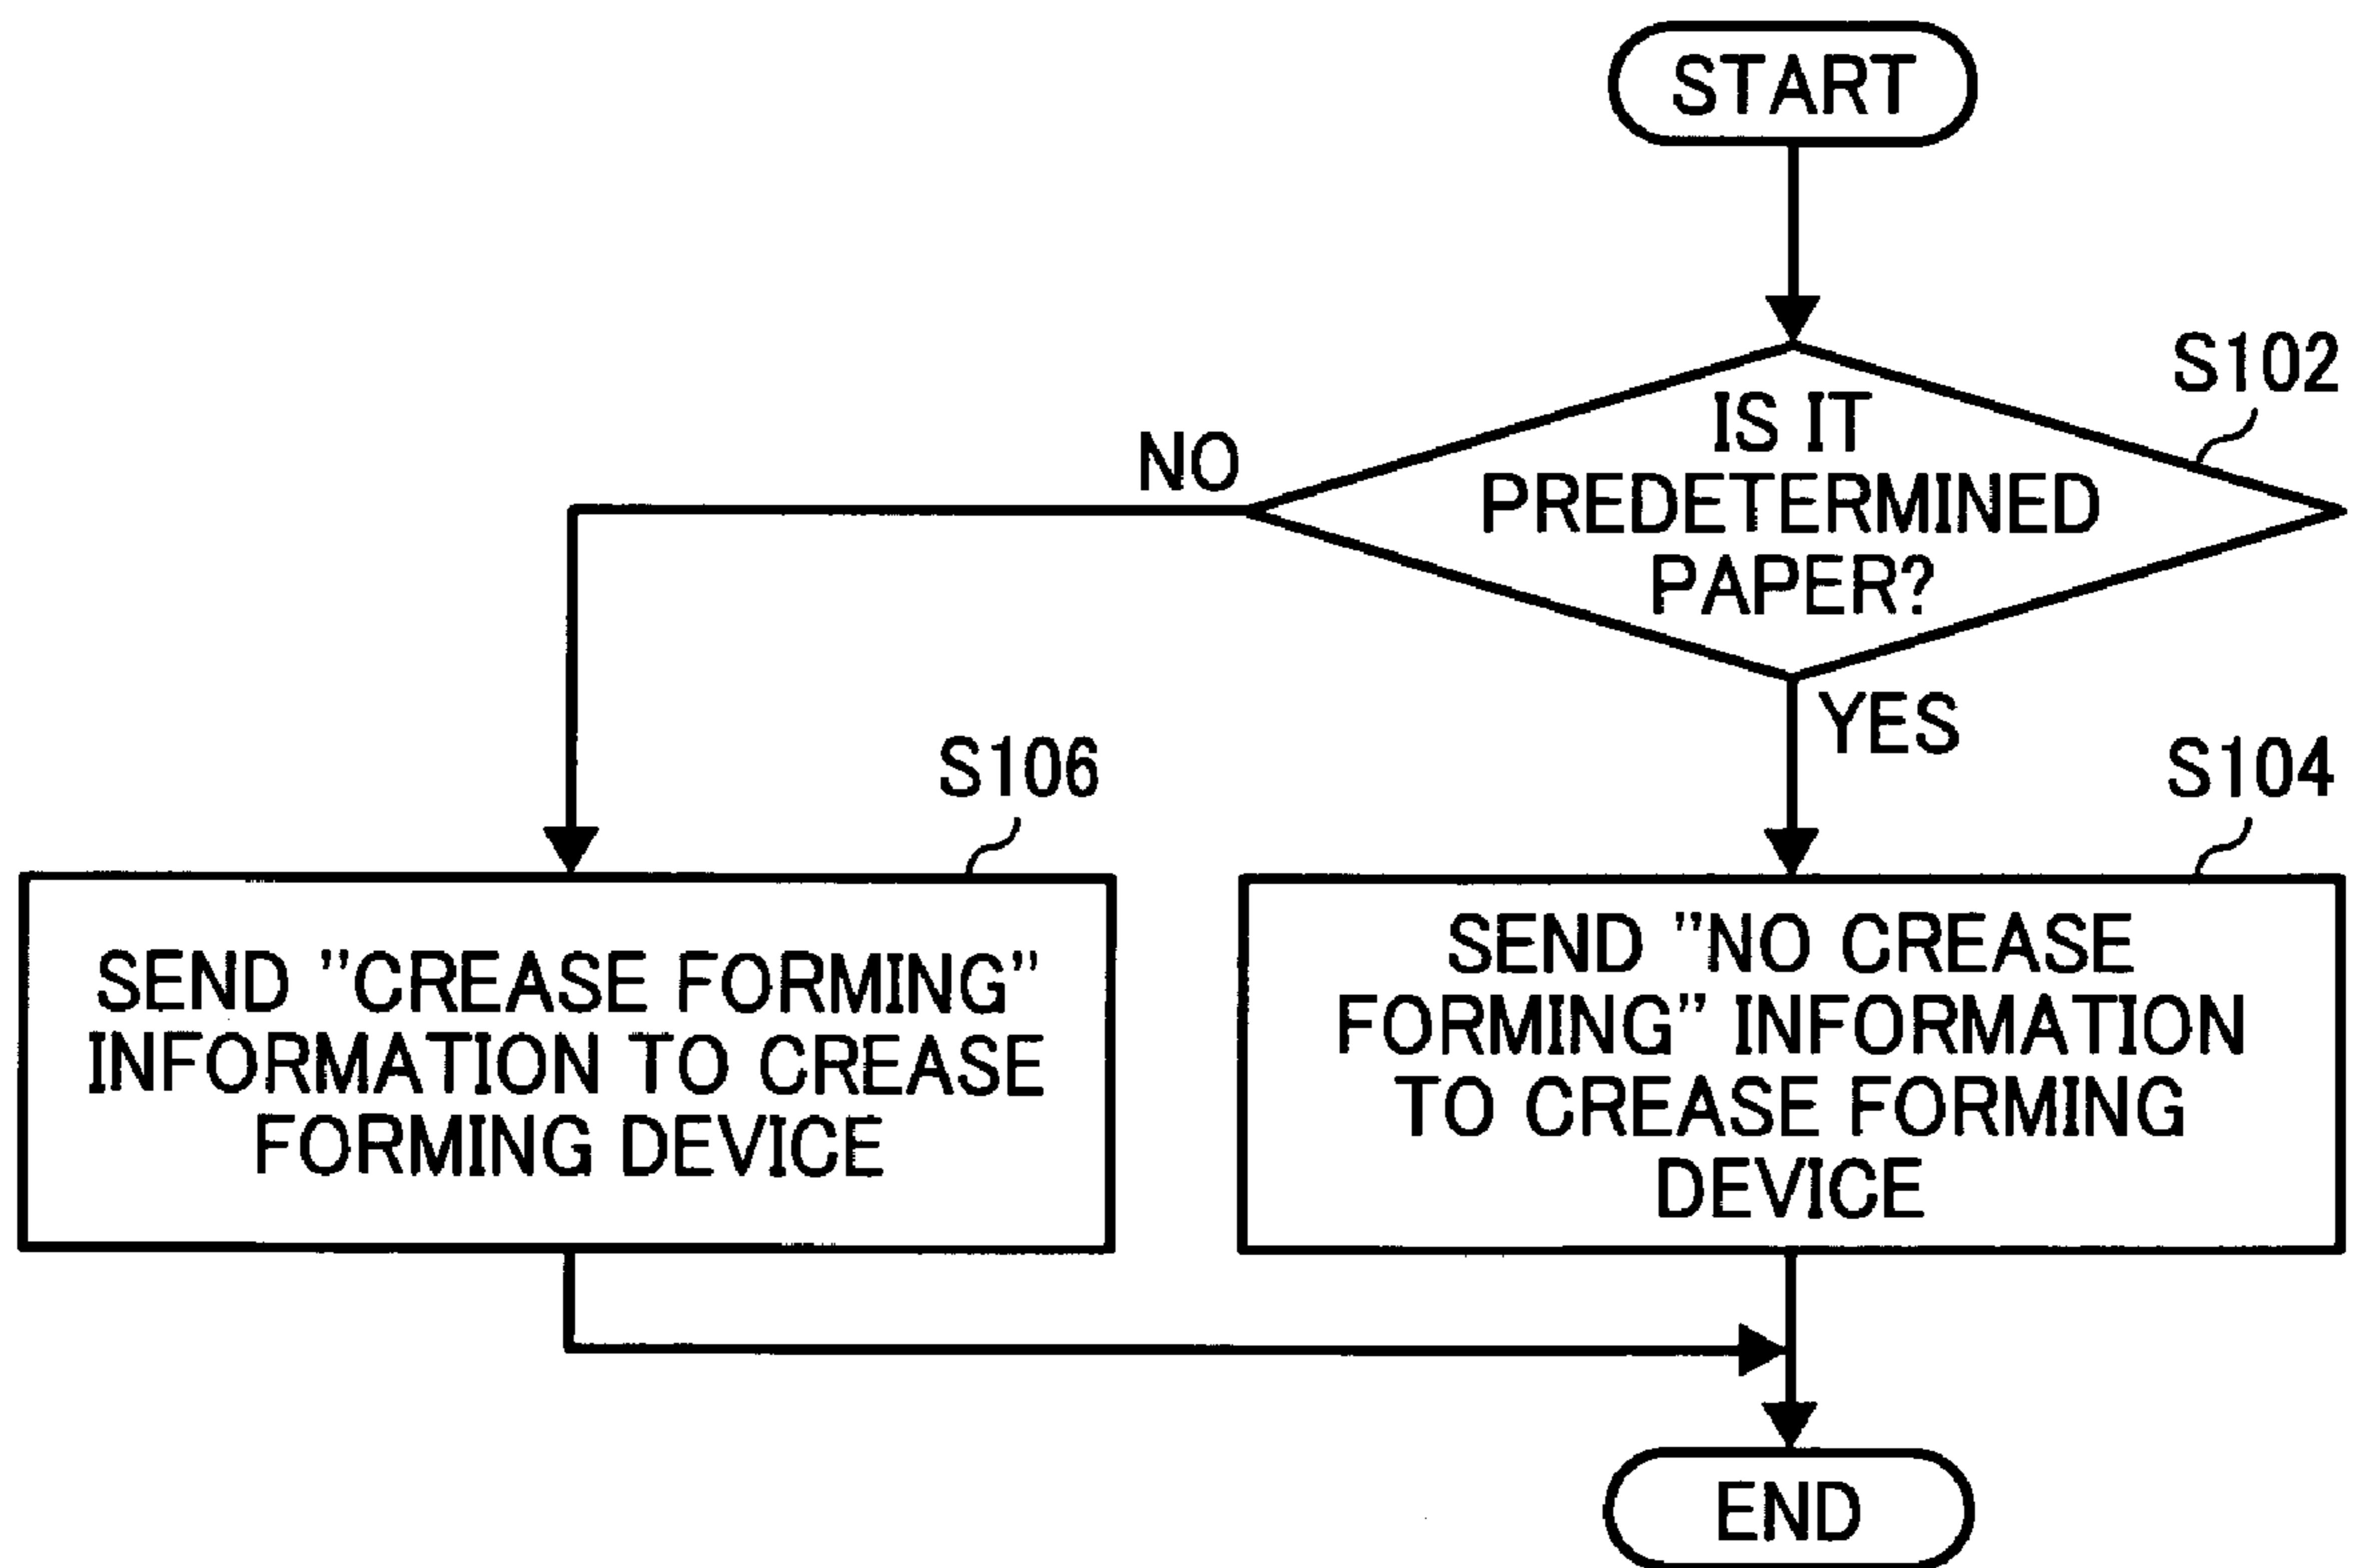 START
S102
IS IT
PREDETERMINED
PAPER?
NO
YES
S106
S104
SEND ”CREASE FORMING”
INFORMATION TO CREASE
FORMING DEVICE
SEND ”NO CREASE
FORMING” INFORMATION
TO CREASE FORMING
DEVICE
END